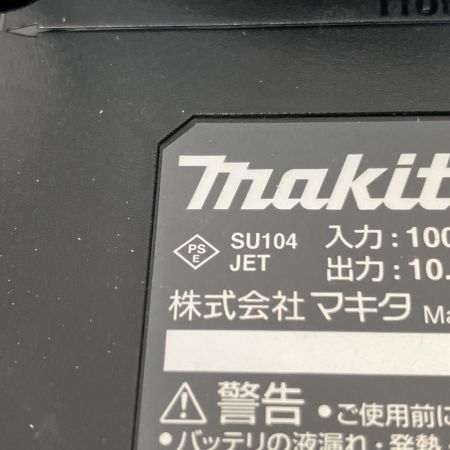 makit
PS
E
SU104
JET
入力:100
出力:10.
株式会社 マキタ Ma
警告 •ご使用前に
•バッテリの液漏れ・発熱・